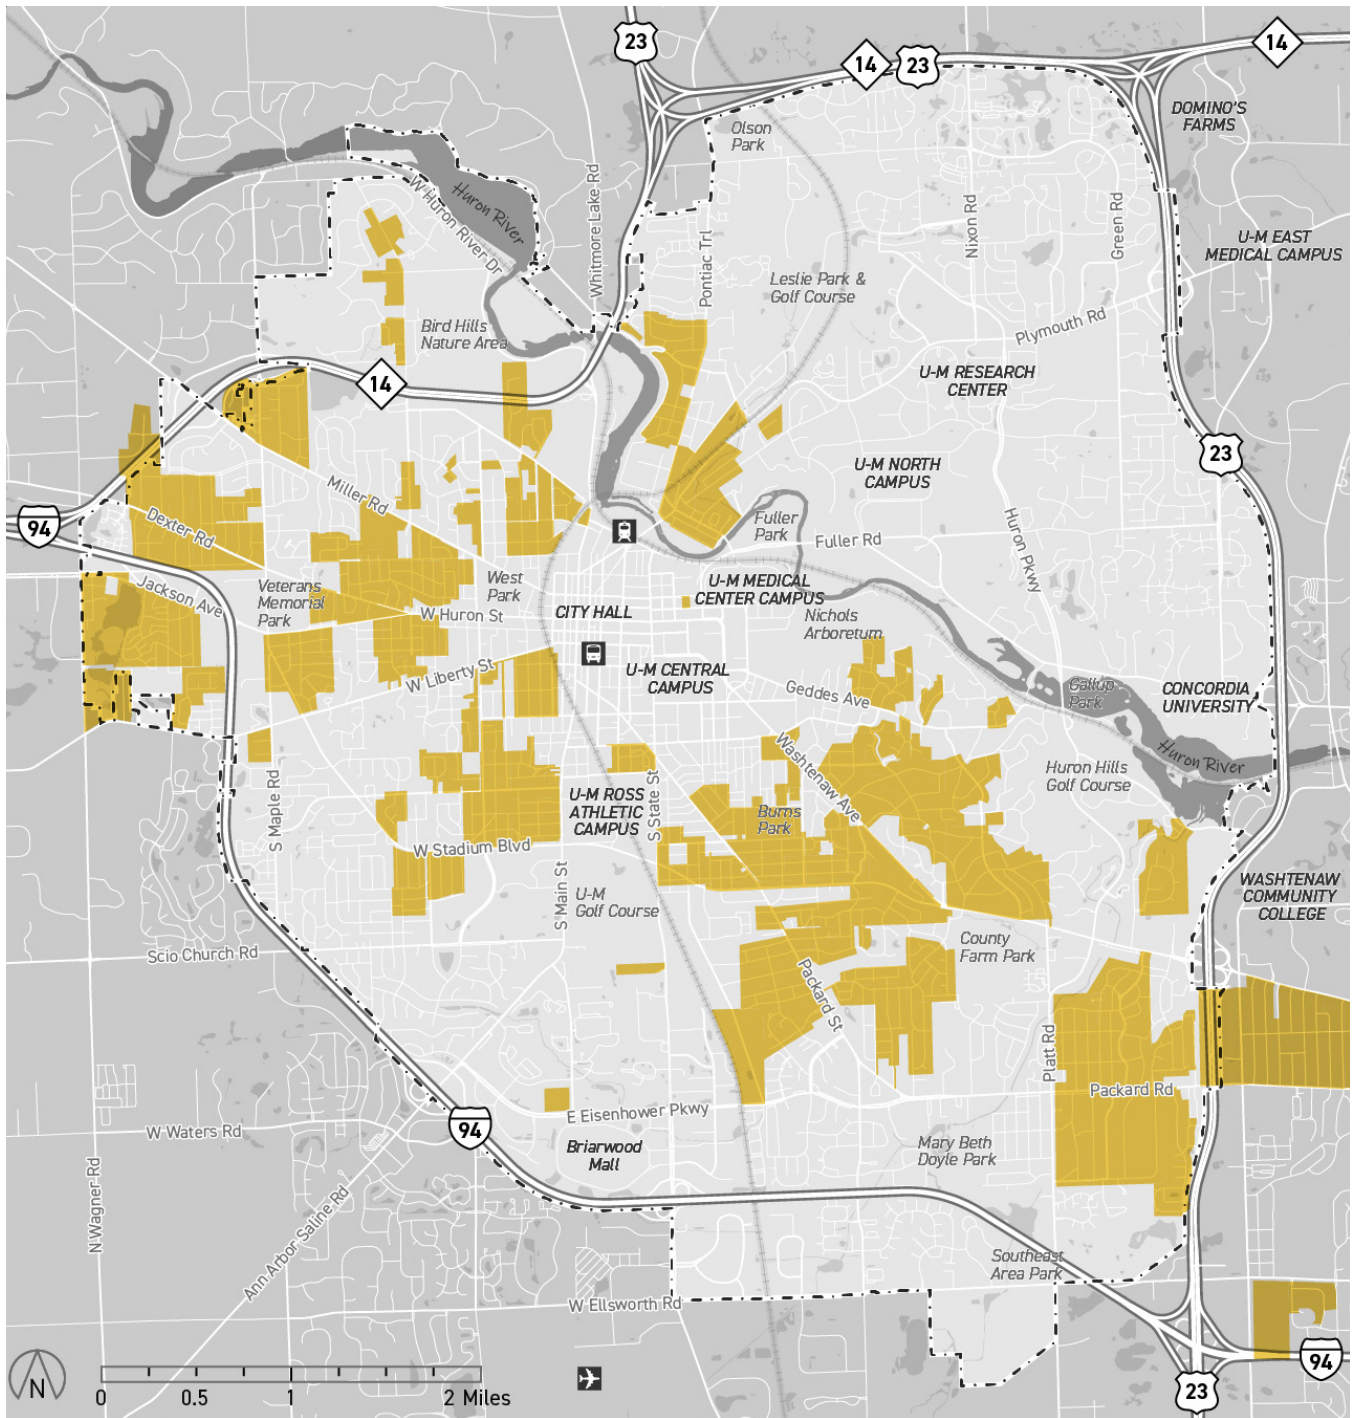 23
14
23
14
DOMINO'S
FARMS
Olson
Park
Huron River
W Huron River Dr
Whitmore Lake Rd
Pontiac Trl
Nixon Rd
Green Rd
U-M EAST
MEDICAL CAMPUS
Leslie Park &
Golf Course
Bird Hills
Nature Area
Plymouth Rd
14
U-M RESEARCH
CENTER
23
U-M NORTH
CAMPUS
Miller Rd
94
Dexter Rd
Fuller
Park
Fuller Rd
Huron Pkwy
Jackson Ave
Veterans
Memorial
Park
West
Park
W Huron St
CITY HALL
U-M MEDICAL
CENTER CAMPUS
Nichols
Arboretum
W Liberty St
U-M CENTRAL
CAMPUS
Geddes Ave
Gallup
Park
CONCORDIA
UNIVERSITY
Huron River
Washtenaw Ave
Huron Hills
Golf Course
S Maple Rd
U-M ROSS
ATHLETIC
CAMPUS
S State St
Burns
Park
W Stadium Blvd
S Main St
U-M
Golf Course
WASHTENAW
COMMUNITY
COLLEGE
Scio Church Rd
County
Farm Park
Packard St
Platt Rd
Packard Rd
E Eisenhower Pkwy
94
W Waters Rd
Briarwood
Mall
Mary Beth
Doyle Park
N Wagner Rd
Ann Arbor Saline Rd
Southeast
Area Park
W Ellsworth Rd
94
23
N
0 0.5 1 2 Miles